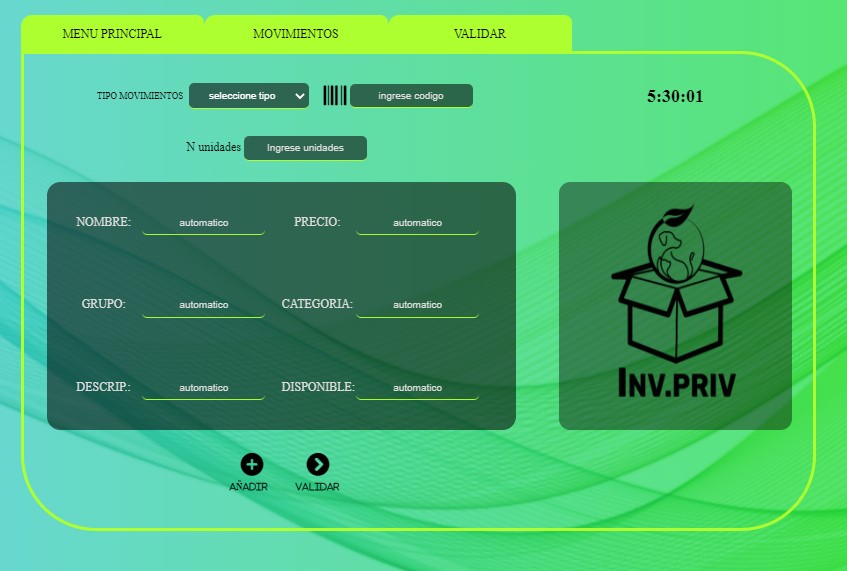 MENU PRINCIPAL MOVIMIENTOS VALIDAR
TIPO MOVIMIENTOS seleccione tipo ingrese codigo 5:30:01
N unidades Ingrese unidades
NOMBRE: automatico PRECIO: automatico
GRUPO: automatico CATEGORIA: automatico
DESCRIP.: automatico DISPONIBLE: automatico
INV.PRIV
AÑADIR VALIDAR